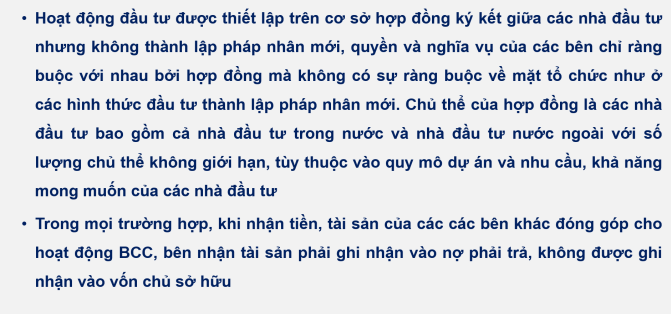 • Hoạt động đầu tư được thiết lập trên cơ sở hợp đồng ký kết giữa các nhà đầu tư
nhưng không thành lập pháp nhân mới, quyền và nghĩa vụ của các bên chỉ ràng
buộc với nhau bởi hợp đồng mà không có sự ràng buộc về mặt tổ chức như ở
các hình thức đầu tư thành lập pháp nhân mới. Chủ thể của hợp đồng là các nhà
đầu tư bao gồm cả nhà đầu tư trong nước và nhà đầu tư nước ngoài với số
lượng chủ thể không giới hạn, tùy thuộc vào quy mô dự án và nhu cầu, khả năng
mong muốn của các nhà đầu tư
• Trong mọi trường hợp, khi nhận tiền, tài sản của các các bên khác đóng góp cho
hoạt động BCC, bên nhận tài sản phải ghi nhận vào nợ phải trả, không được ghi
nhận vào vốn chủ sở hữu